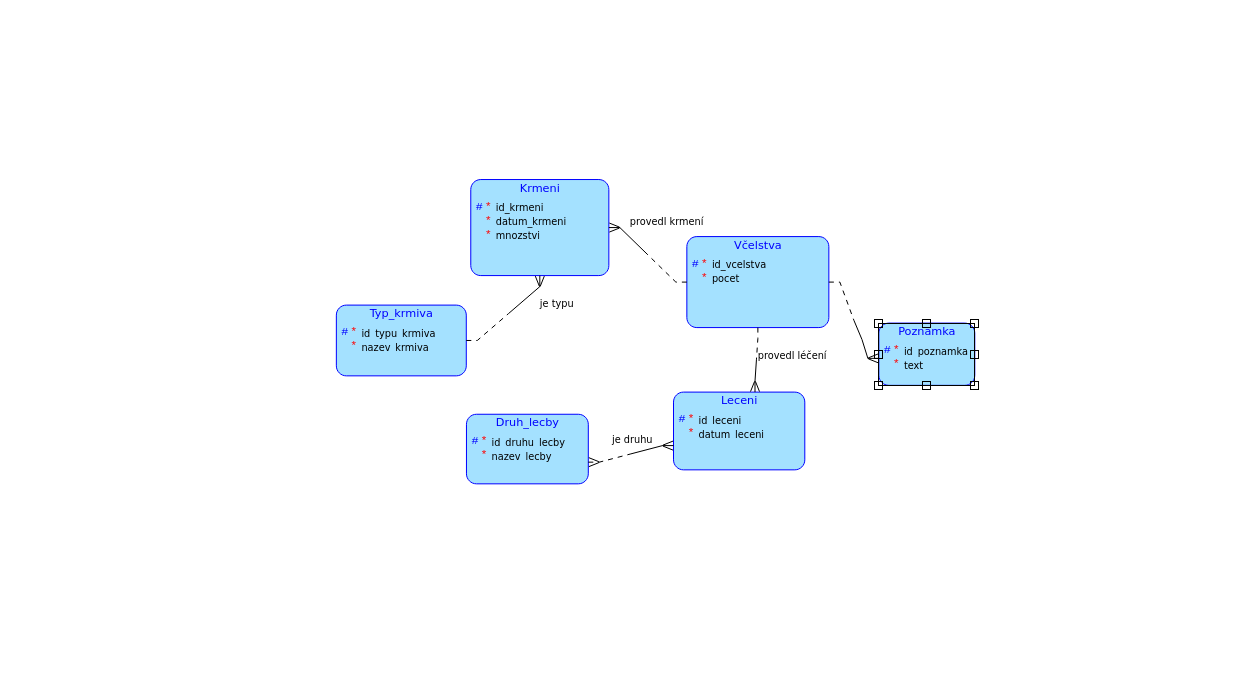 Krmeni
# * id_krmeni
* datum_krmeni
* mnozstvi
provedl krmení
Včelstva
# * id_vcelstva
* pocet
je typu
Typ_krmiva
# * id_typu_krmiva
* nazev_krmiva
Poznámka
# * id_poznamka
* text
provedl léčení
Leceni
# * id_leceni
* datum_leceni
Druh_lecby
# * id_druhu_lecby
* nazev_lecby
je druhu